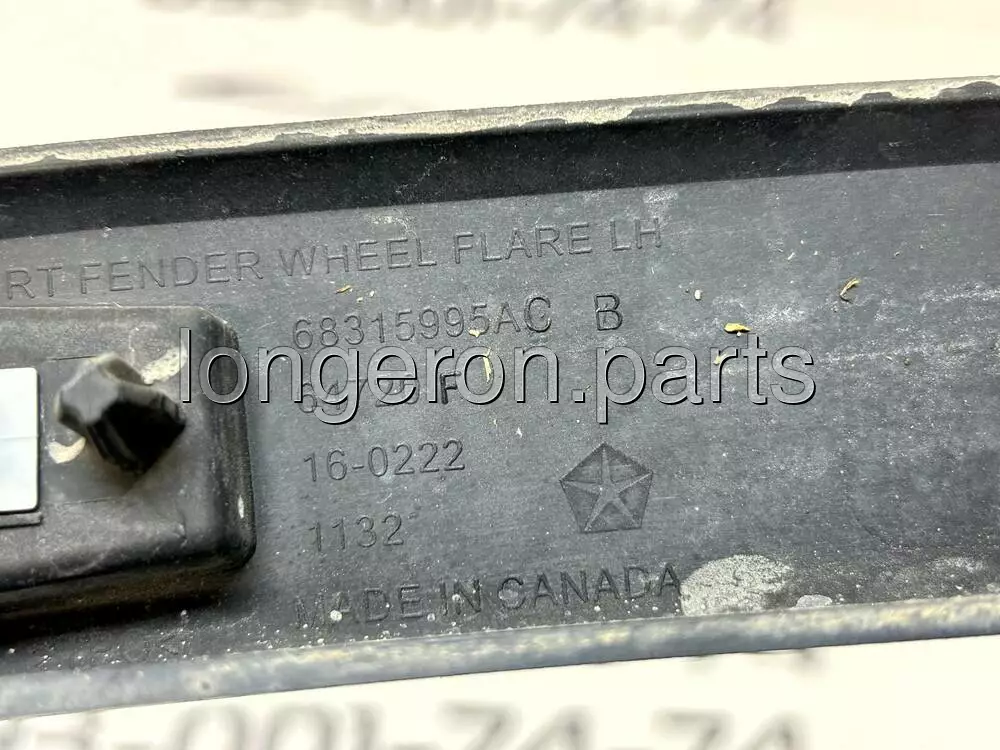 RT FENDER WHEEL FLARE LH
68315995AC B
longeron.parts
16-0222
1132
MADE IN CANADA